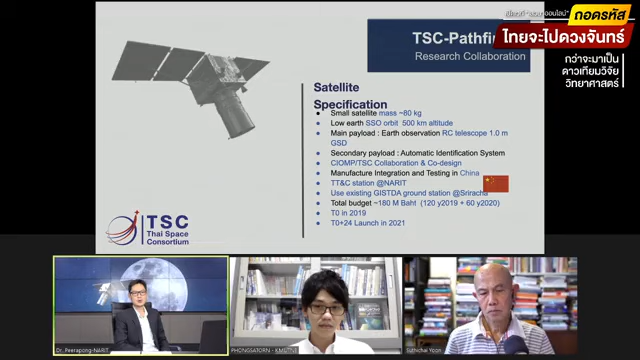 TSC-Pathfi
Research Collaboration
ถอดรหัส
ไทยจะไปดวงจันทร์
กว่าจะมาเป็น
ดาวเทียมวิจัย
วิทยาศาสตร์
Satellite
Specification
Small satellite mass ~80 kg
Low earth SSO orbit 500 km altitude
Main payload : Earth observation RC telescope 1.0 m
GSD
Secondary payload : Automatic Identification System
CIOMP/TSC Collaboration & Co-design
Manufacture Integration and Testing in China
TT&C station @NARIT
Use existing GISTDA ground station @Sriracha
Total budget ~180 M Baht (120 y2019 + 60 y2020)
T0 in 2019
T0+24 Launch in 2021
TSC
Thai Space
Consortium
Dr. Peerapong-NARIT
Suthichai Yoon